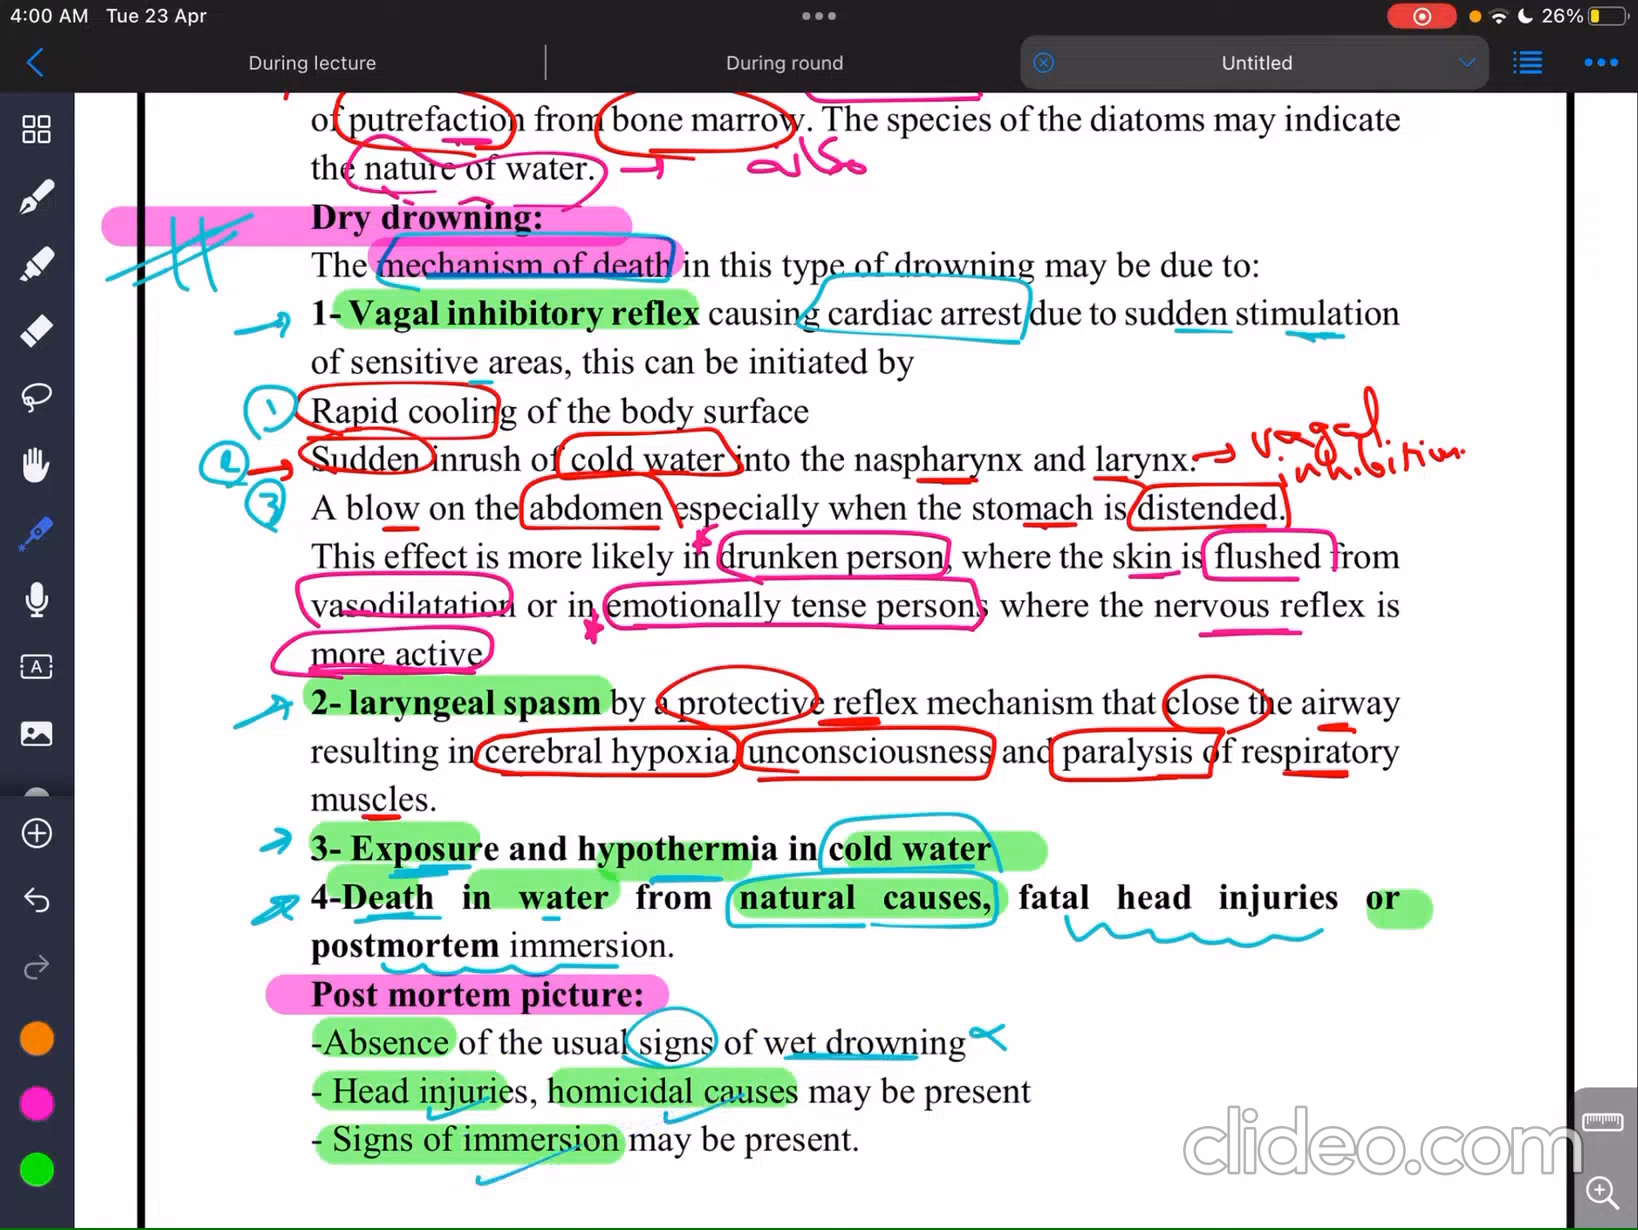 4:00 AM Tue 23 Apr
26%
During lecture
During round
Untitled
of putrefaction from bone marrow. The species of the diatoms may indicate
the nature of water.
also
Dry drowning:
The mechanism of death in this type of drowning may be due to:
1- Vagal inhibitory reflex causing cardiac arrest due to sudden stimulation
of sensitive areas, this can be initiated by
1 Rapid cooling of the body surface
vagal
2 Sudden inrush of cold water into the naspharynx and larynx.
inhibition.
3 A blow on the abdomen especially when the stomach is distended.
This effect is more likely in drunken person, where the skin is flushed from
vasodilatation or in emotionally tense persons where the nervous reflex is
more active
2- laryngeal spasm by a protective reflex mechanism that close the airway
resulting in cerebral hypoxia, unconsciousness and paralysis of respiratory
muscles.
3- Exposure and hypothermia in cold water
4-Death in water from natural causes, fatal head injuries or
postmortem immersion.
Post mortem picture:
-Absence of the usual signs of wet drowning
- Head injuries, homicidal causes may be present
- Signs of immersion may be present.
clideo.com
A